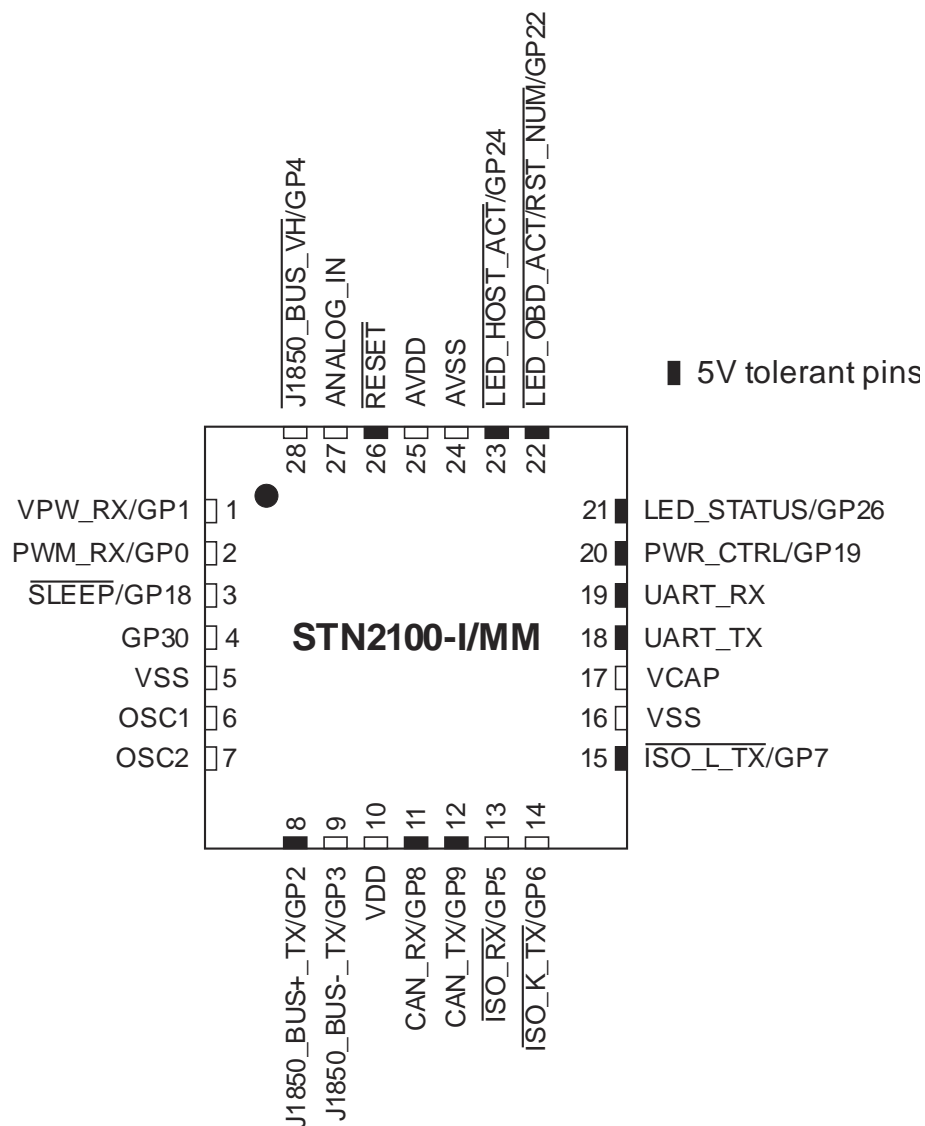 J1850_BUS_VH/GP4
ANALOG_IN
RESET
AVDD
AVSS
LED_HOST_ACT/GP24
LED_OBD_ACT/RST_NUM/GP22
5V tolerant pins
28
27
26
25
24
23
22
VPW_RX/GP1 1
PWM_RX/GP0 2
SLEEP/GP18 3
GP30 4
VSS 5
OSC1 6
OSC2 7
STN2100-I/MM
21 LED_STATUS/GP26
20 PWR_CTRL/GP19
19 UART_RX
18 UART_TX
17 VCAP
16 VSS
15 ISO_L_TX/GP7
8
9
10
11
12
13
14
J1850_BUS+_TX/GP2
J1850_BUS-_TX/GP3
VDD
CAN_RX/GP8
CAN_TX/GP9
ISO_RX/GP5
ISO_K_TX/GP6